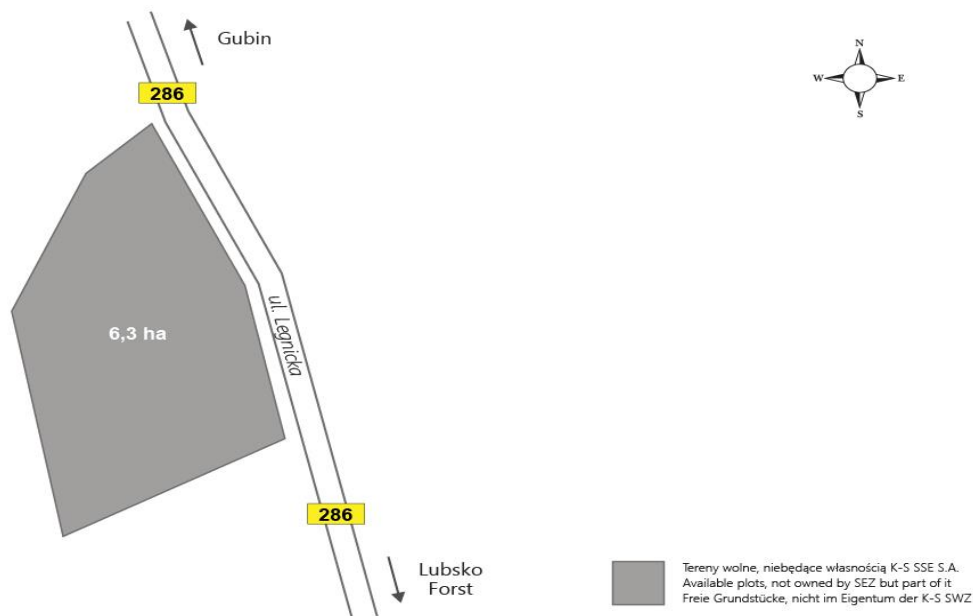 Gubin
N
W
E
S
286
6,3 ha
ul. Legnicka
286
Lubsko
Forst
Tereny wolne, niebędące własnością K-S SSE S.A.
Available plots, not owned by SEZ but part of it
Freie Grundstücke, nicht im Eigentum der K-S SWZ